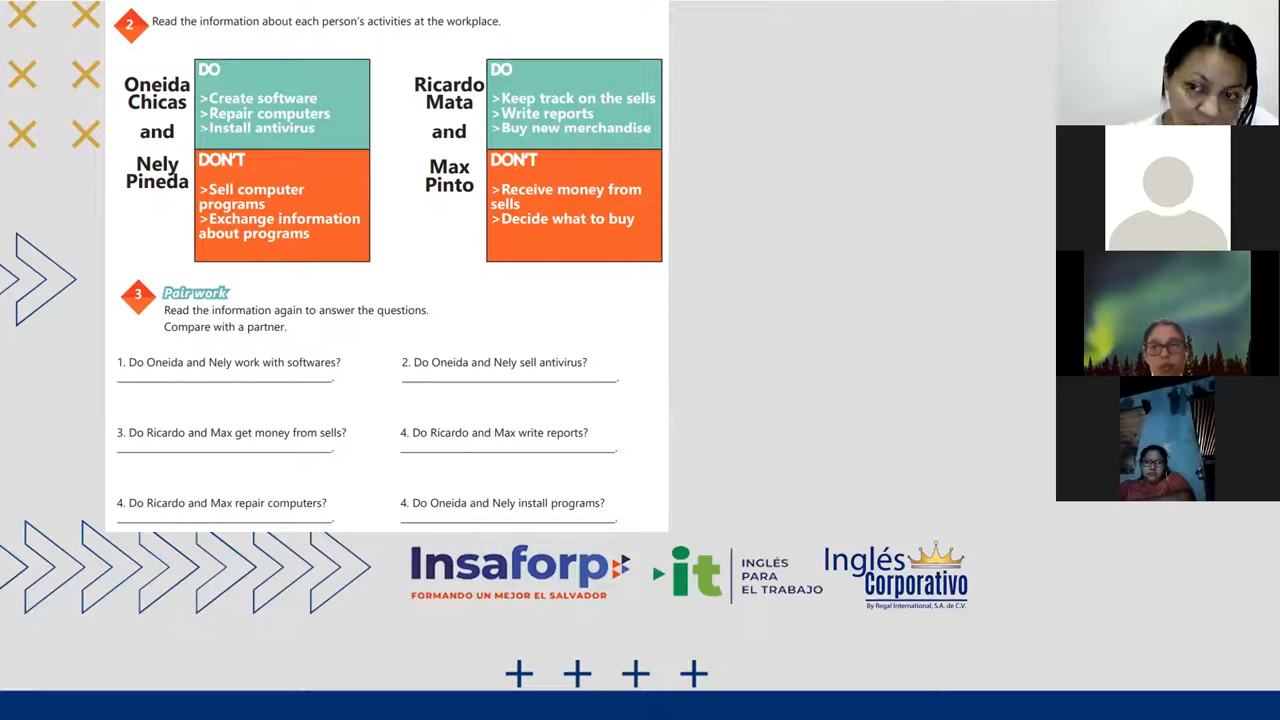 2 Read the information about each person's activities at the workplace.
Oneida
Chicas
and
Nely
Pineda
DO
>Create software
>Repair computers
>Install antivirus
DON'T
>Sell computer
programs
>Exchange information
about programs
Ricardo
Mata
and
Max
Pinto
DO
>Keep track on the sells
>Write reports
>Buy new merchandise
DON'T
>Receive money from
sells
>Decide what to buy
3 Pair work
Read the information again to answer the questions.
Compare with a partner.
1. Do Oneida and Nely work with softwares?
2. Do Oneida and Nely sell antivirus?
3. Do Ricardo and Max get money from sells?
4. Do Ricardo and Max write reports?
4. Do Ricardo and Max repair computers?
4. Do Oneida and Nely install programs?
Insaforp
FORMANDO UN MEJOR EL SALVADOR
it
INGLÉS
PARA
EL TRABAJO
Inglés
Corporativo
By Regal International, S.A. de C.V.